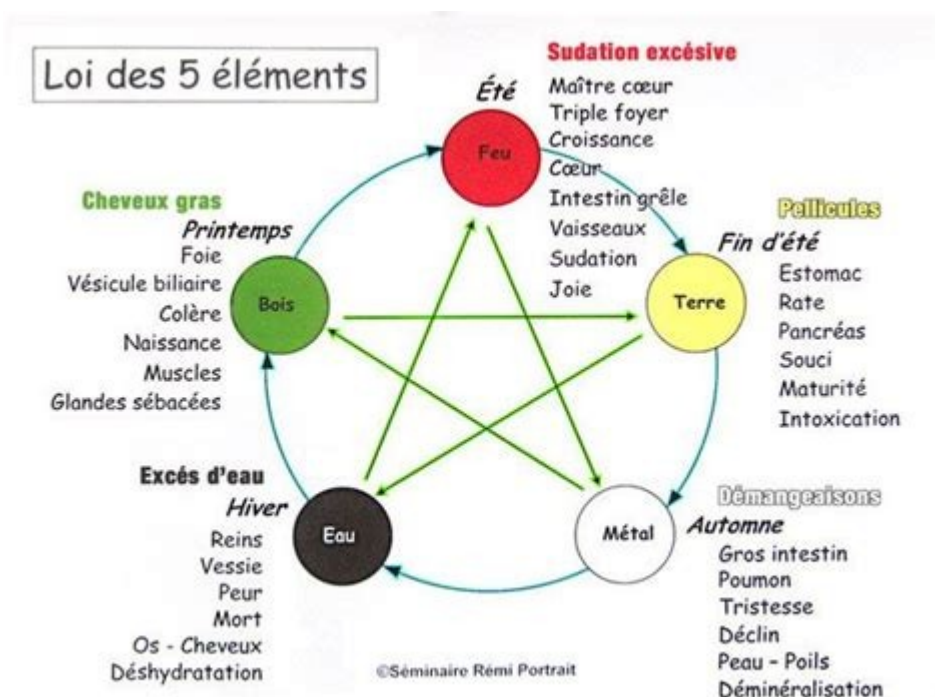 Loi des 5 éléments
Sudation excésive
Été
Maître cœur
Triple foyer
Croissance
Cœur
Intestin grêle
Vaisseaux
Sudation
Joie
Feu
Pellicules
Fin d'été
Estomac
Rate
Pancréas
Souci
Maturité
Intoxication
Terre
Démangeaisons
Automne
Gros intestin
Poumon
Tristesse
Déclin
Peau - Poils
Déminéralisation
Métal
Excés d'eau
Hiver
Reins
Vessie
Peur
Mort
Os - Cheveux
Déshydratation
Eau
Cheveux gras
Printemps
Foie
Vésicule biliaire
Colère
Naissance
Muscles
Glandes sébacées
Bois
©Séminaire Rémi Portrait